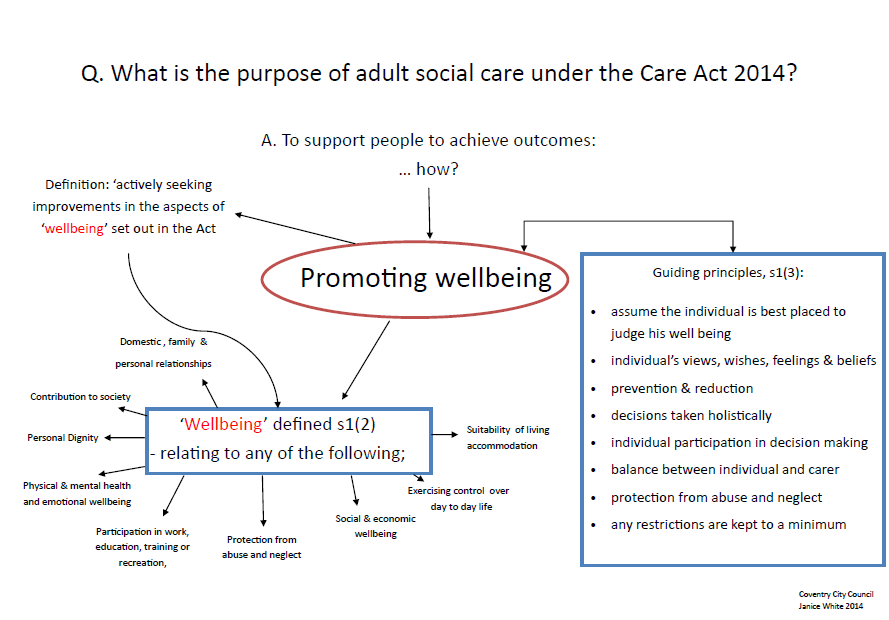 Q. What is the purpose of adult social care under the Care Act 2014?
A. To support people to achieve outcomes:
... how?
Definition: ‘actively seeking
improvements in the aspects of
‘wellbeing’ set out in the Act
Promoting wellbeing
Guiding principles, s1(3):
• assume the individual is best placed to
judge his well being
• individual’s views, wishes, feelings & beliefs
• prevention & reduction
• decisions taken holistically
• individual participation in decision making
• balance between individual and carer
• protection from abuse and neglect
• any restrictions are kept to a minimum
Domestic , family &
personal relationships
Contribution to society
Personal Dignity
Physical & mental health
and emotional wellbeing
‘Wellbeing’ defined s1(2)
- relating to any of the following;
Suitability of living
accommodation
Exercising control over
day to day life
Social & economic
wellbeing
Protection from
abuse and neglect
Participation in work,
education, training or
recreation,
Coventry City Council
Janice White 2014